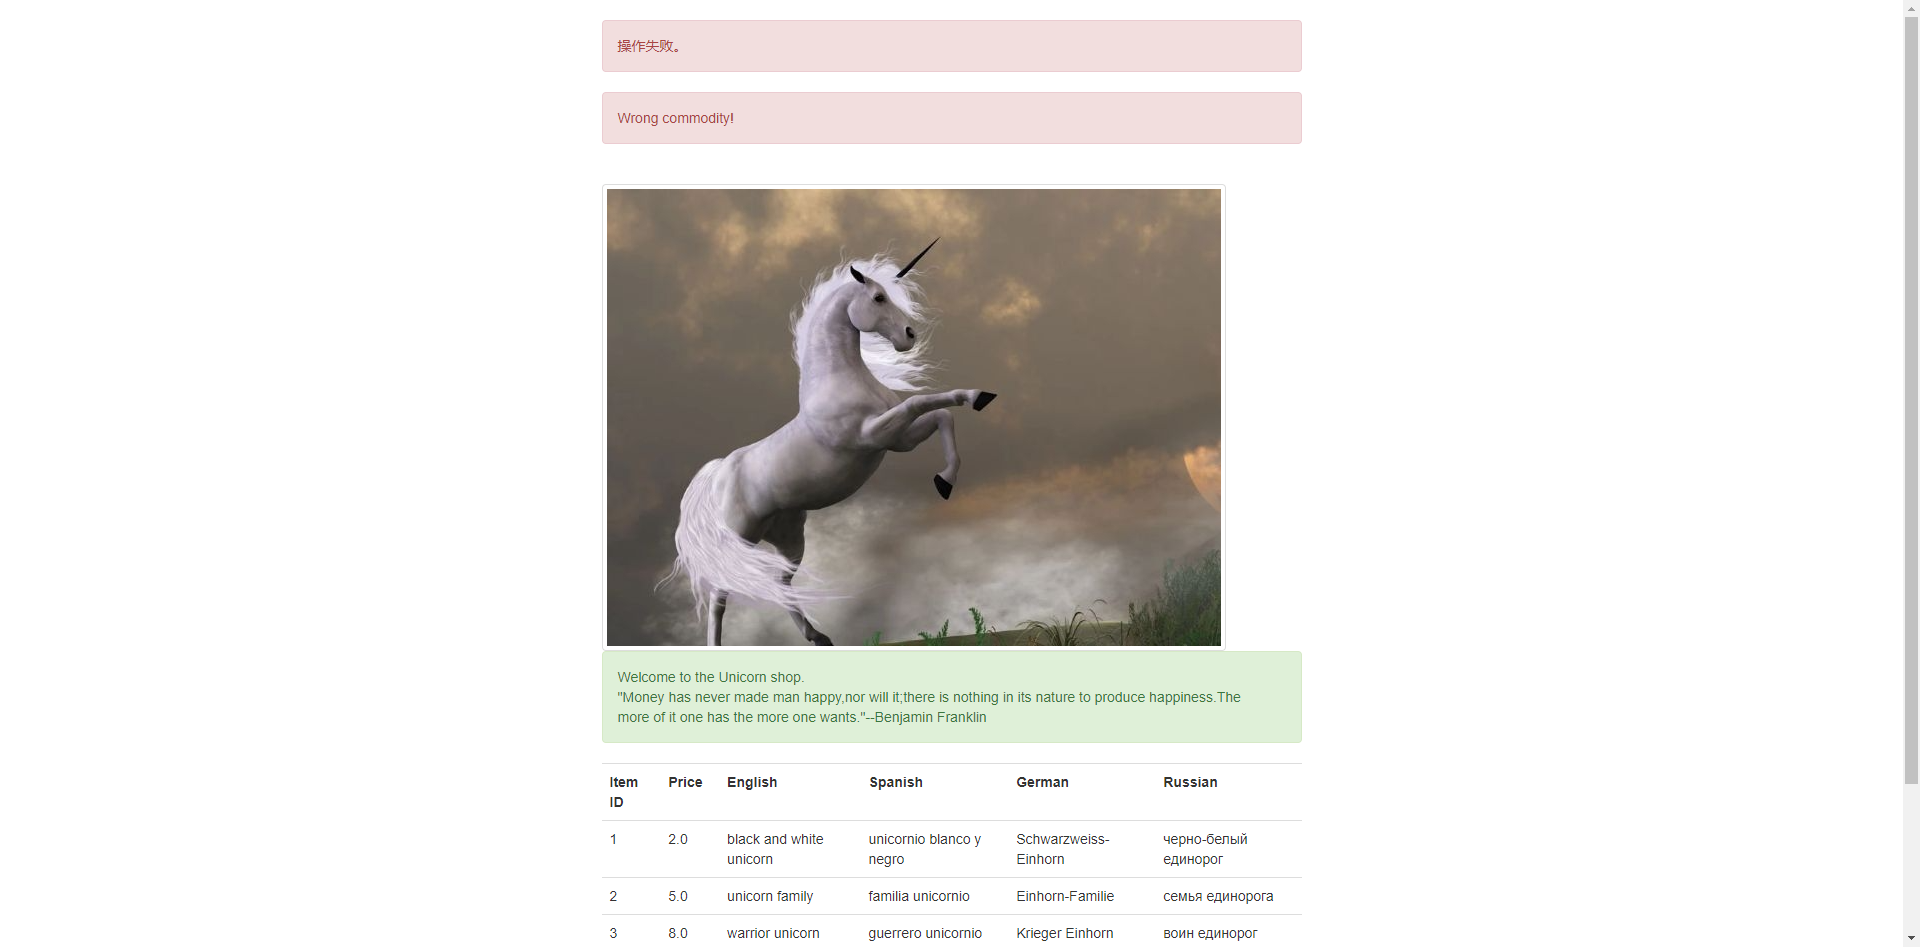 操作失败。
Wrong commodity!
Welcome to the Unicorn shop.
"Money has never made man happy,nor will it;there is nothing in its nature to produce happiness.The
more of it one has the more one wants."--Benjamin Franklin
Item ID Price English Spanish German Russian
1 2.0 black and white unicorn unicornio blanco y negro Schwarzweiss-Einhorn черно-белый единорог
2 5.0 unicorn family familia unicornio Einhorn-Familie семья единорога
3 8.0 warrior unicorn guerrero unicornio Krieger Einhorn воин единорог